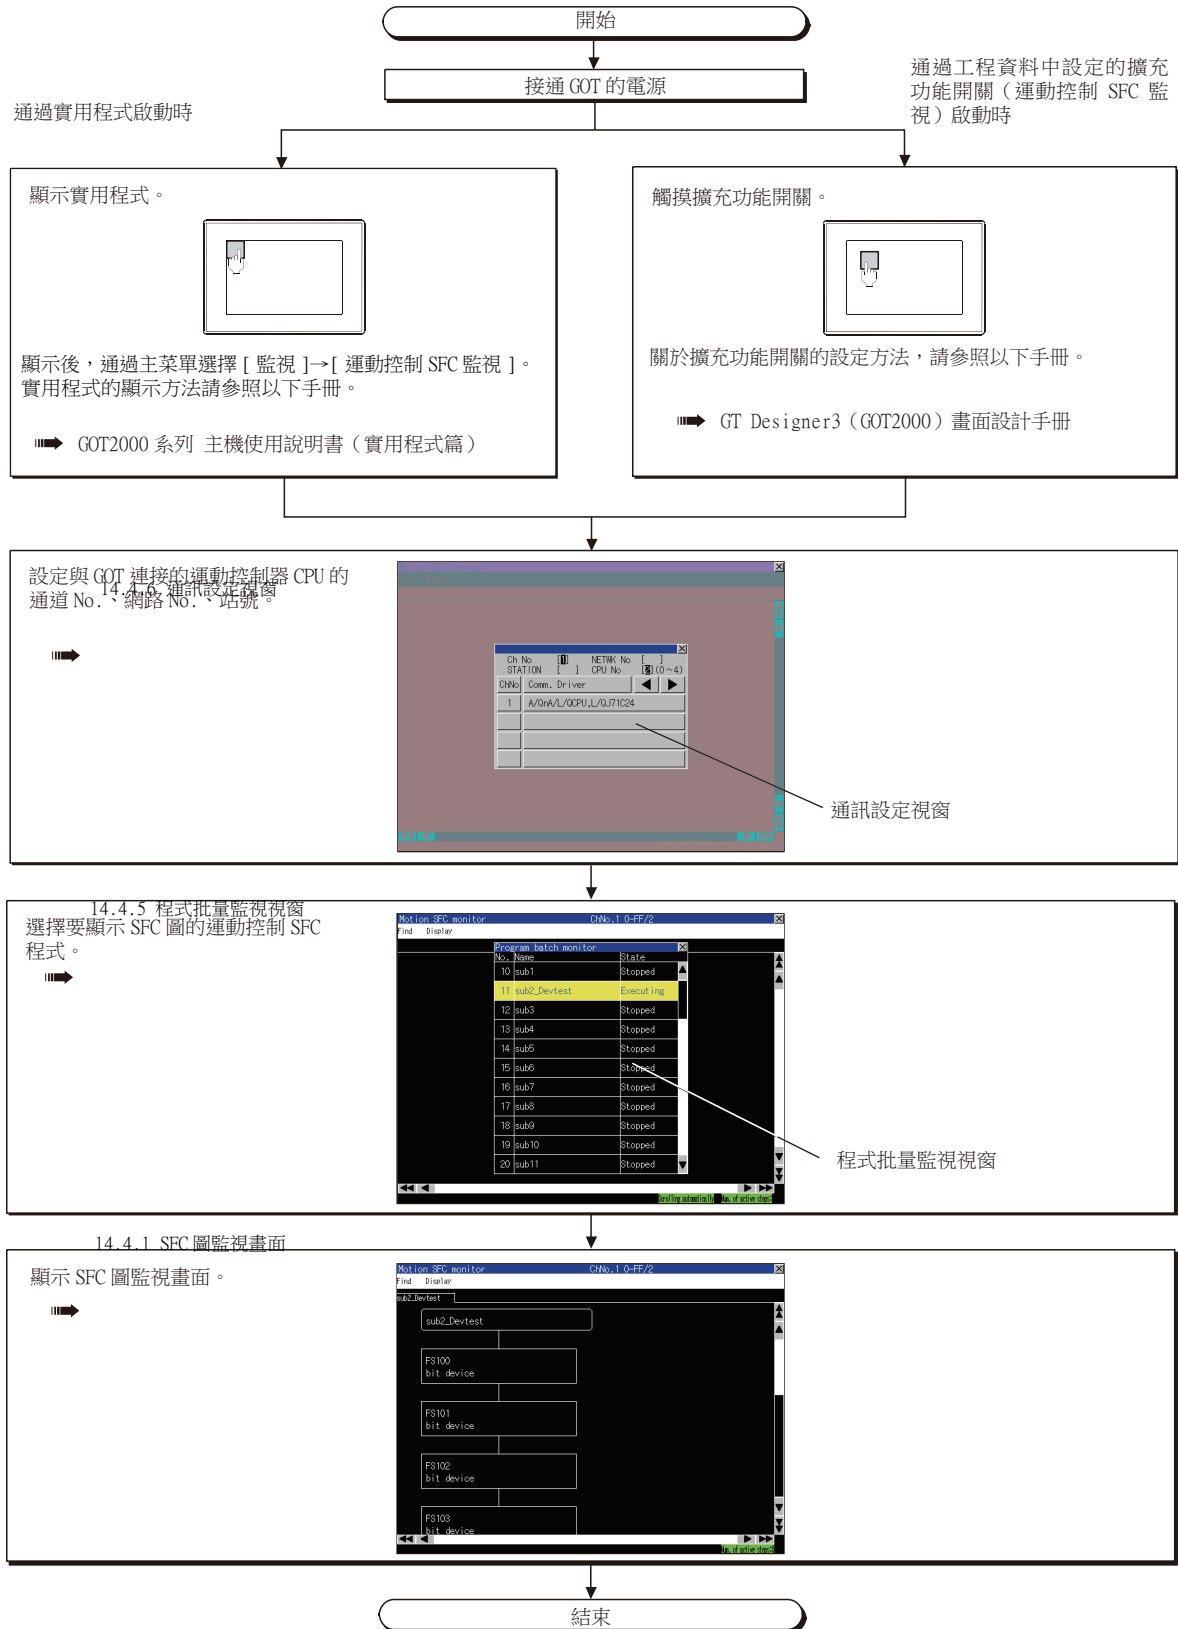 開始
接通 GOT 的電源
通過實用程式啟動時
通過工程資料中設定的擴充
功能開關（運動控制 SFC 監
視）啟動時
顯示實用程式。
顯示後，通過主菜單選擇 [ 監視 ]→[ 運動控制 SFC 監視 ]。
實用程式的顯示方法請參照以下手冊。
GOT2000 系列 主機使用說明書（實用程式篇）
觸摸擴充功能開關。
關於擴充功能開關的設定方法，請參照以下手冊。
GT Designer3（GOT2000）畫面設計手冊
設定與 GOT 連接的運動控制器 CPU 的
通道 No.、網路 No.、站號。
14.4.6 通訊設定視窗
Ch No [1] NETWK No [ ]
STATION [ ] CPU No [2](0～4)
ChNo Comm. Driver
1 A/QnA/L/QCPU,L/QJ71C24
通訊設定視窗
14.4.5 程式批量監視視窗
選擇要顯示 SFC 圖的運動控制 SFC
程式。
Motion SFC monitor ChNo.1 0-FF/2
Find Display
Program batch monitor
No. Name State
10 sub1 Stopped
11 sub2_Devtest Executing
12 sub3 Stopped
13 sub4 Stopped
14 sub5 Stopped
15 sub6 Stopped
16 sub7 Stopped
17 sub8 Stopped
18 sub9 Stopped
19 sub10 Stopped
20 sub11 Stopped
Scrolling automatically Num. of active steps:
程式批量監視視窗
14.4.1 SFC 圖監視畫面
顯示 SFC 圖監視畫面。
Motion SFC monitor ChNo.1 0-FF/2
Find Display
sub2_Devtest
sub2_Devtest
FS100
bit device
FS101
bit device
FS102
bit device
FS103
bit device
Num. of active steps:
結束